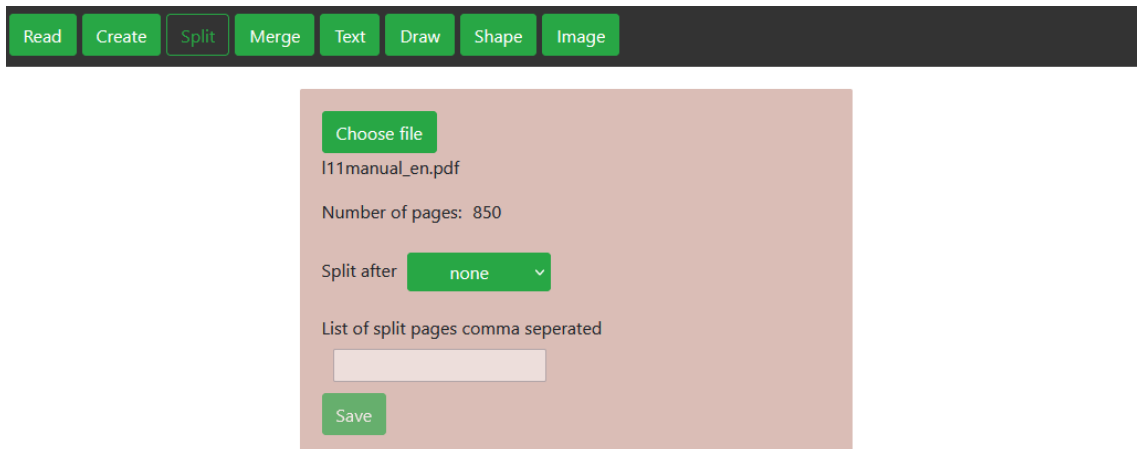 Read Create Split Merge Text Draw Shape Image
Choose file
l11manual_en.pdf
Number of pages: 850
Split after none
List of split pages comma seperated
Save